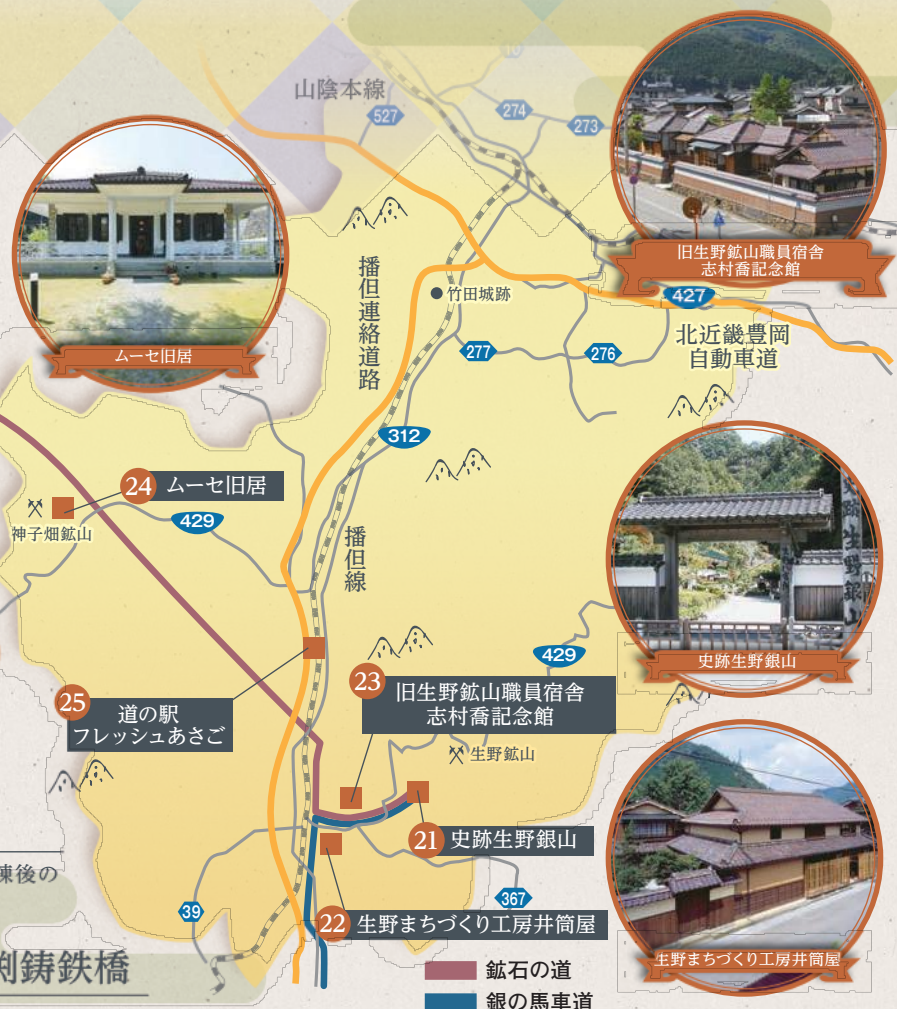 山陰本線
10
527
274
273
旧生野鉱山職員宿舎
志村喬記念館
ムーセ旧居
播但連絡道路
竹田城跡
427
北近畿豊岡
自動車道
277
276
312
24 ムーセ旧居
神子畑鉱山
429
播但線
史跡生野銀山
429
史跡生野銀山
23 旧生野鉱山職員宿舎
志村喬記念館
25 道の駅
フレッシュあさご
生野鉱山
21 史跡生野銀山
39
367
22 生野まちづくり工房井筒屋
生野まちづくり工房井筒屋
後の
鋳鉄橋
鉱石の道
銀の馬車道